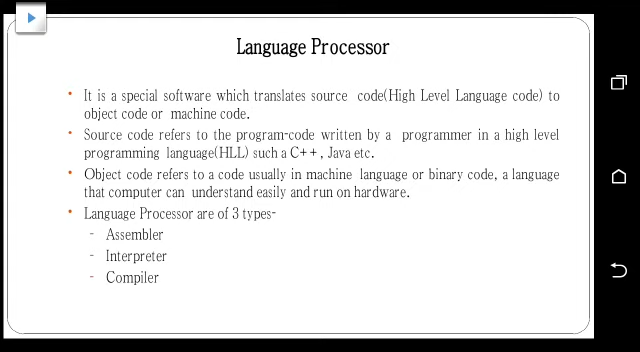 Language Processor
• It is a special software which translates source code(High Level Language code) to
object code or machine code.
• Source code refers to the program-code written by a programmer in a high level
programming language(HLL) such a C++, Java etc.
• Object code refers to a code usually in machine language or binary code, a language
that computer can understand easily and run on hardware.
• Language Processor are of 3 types-
- Assembler
- Interpreter
- Compiler